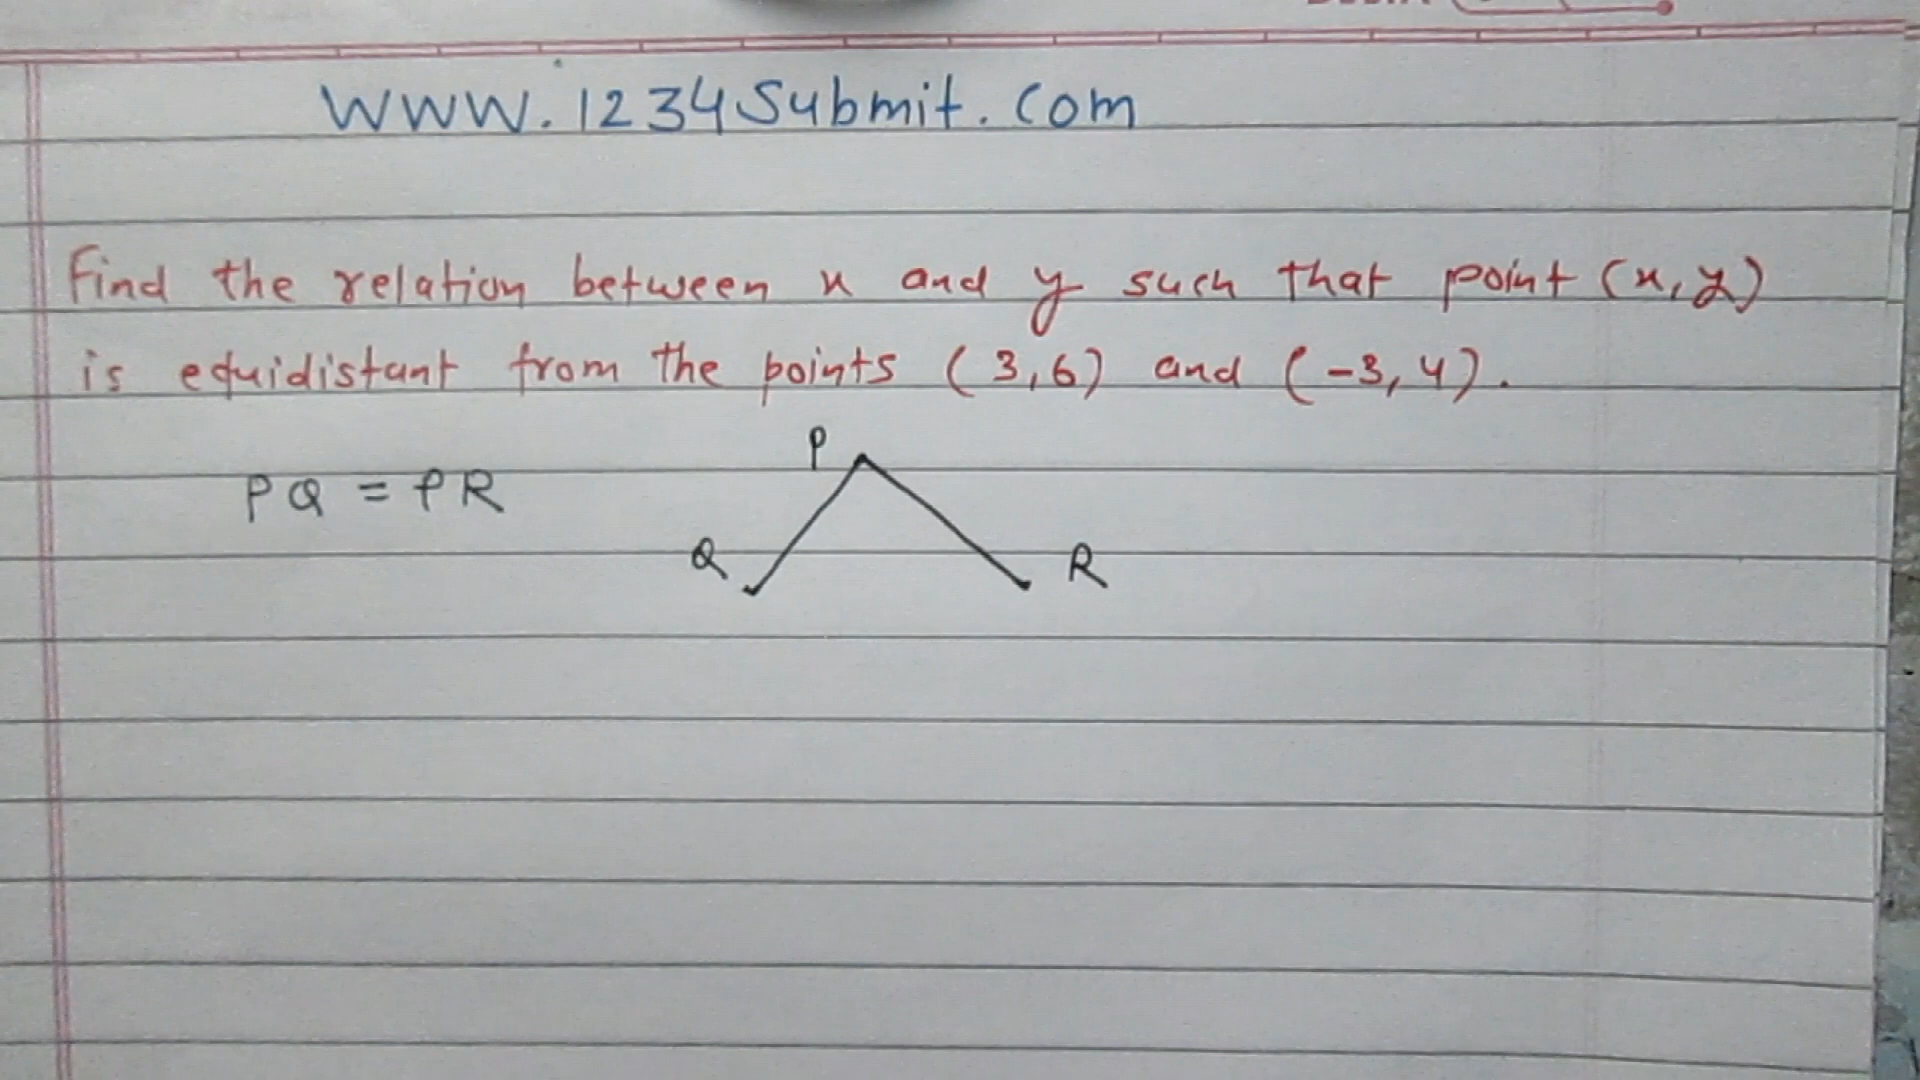 WWW.1234Submit.Com
Find the relation between x and y such that point (x,y)
is equidistant from the points (3,6) and (-3,4).
P
PQ = PR
Q
R